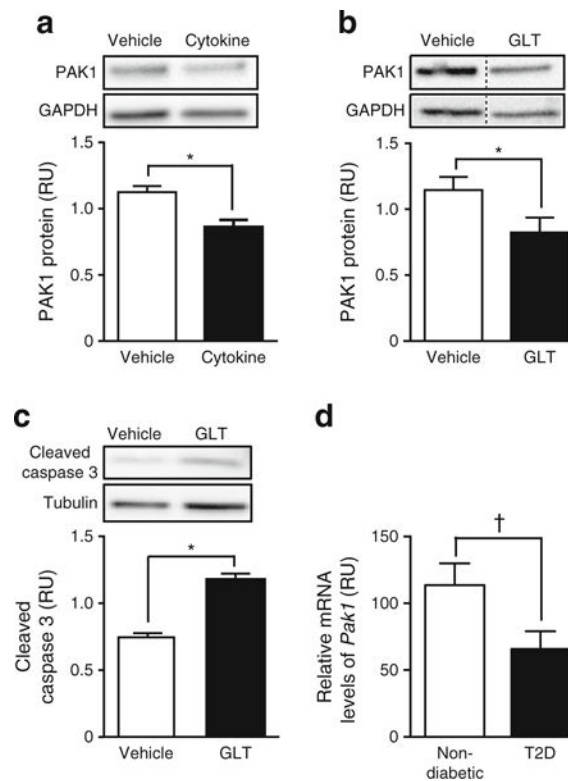 a
Vehicle Cytokine
PAK1
GAPDH
1.5
1.0
0.5
0
PAK1 protein (RU)
*
Vehicle Cytokine
b
Vehicle GLT
PAK1
GAPDH
1.5
1.0
0.5
0
PAK1 protein (RU)
*
Vehicle GLT
c
Vehicle GLT
Cleaved
caspase 3
Tubulin
1.5
1.0
0.5
0
Cleaved
caspase 3 (RU)
*
Vehicle GLT
d
150
100
50
0
Relative mRNA
levels of Pak1 (RU)
†
Non-
diabetic
T2D